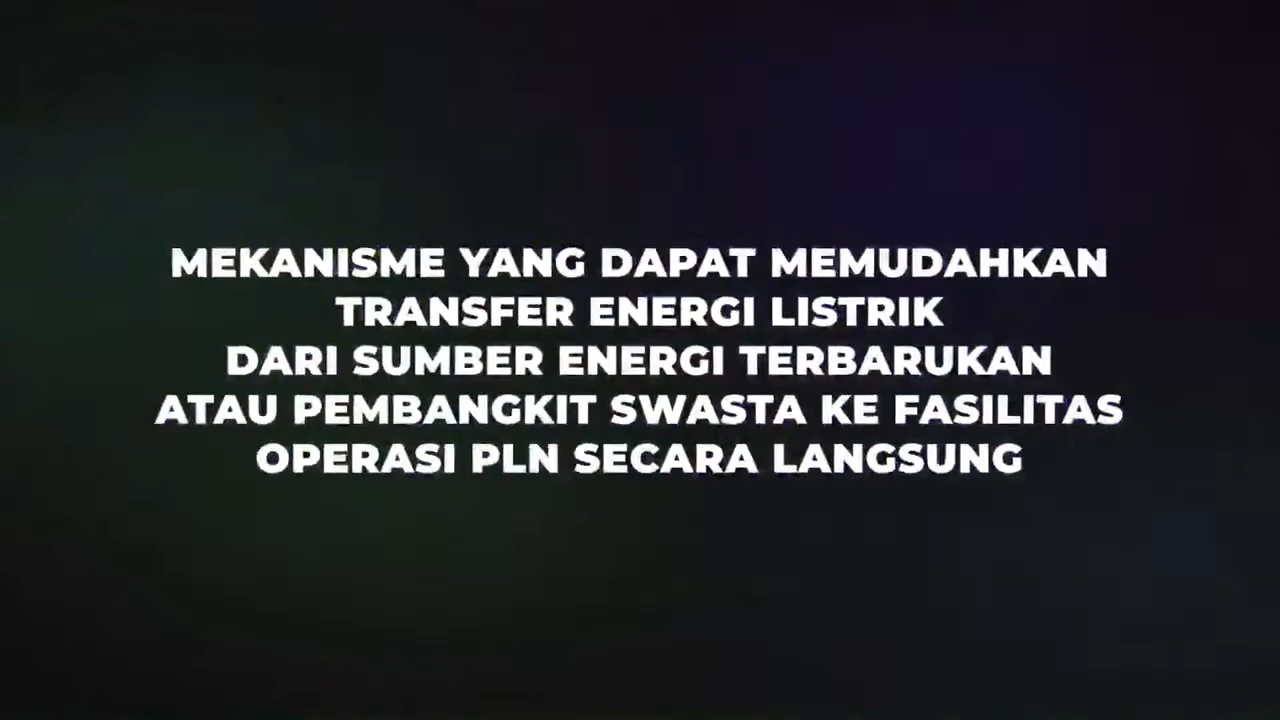 MEKANISME YANG DAPAT MEMUDAHKAN
TRANSFER ENERGI LISTRIK
DARI SUMBER ENERGI TERBARUKAN
ATAU PEMBANGKIT SWASTA KE FASILITAS
OPERASI PLN SECARA LANGSUNG